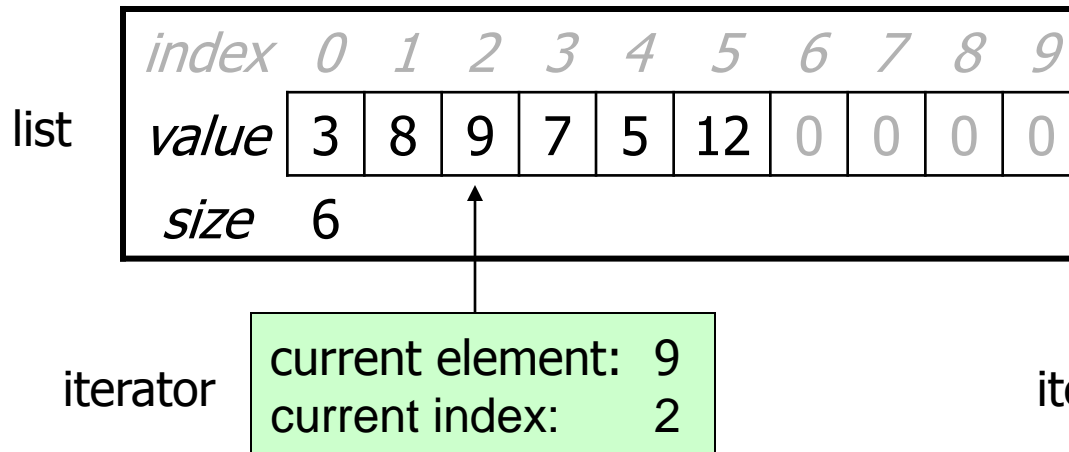 index 0 1 2 3 4 5 6 7 8 9
list value 3 8 9 7 5 12 0 0 0 0
size 6
iterator
current element: 9
current index: 2